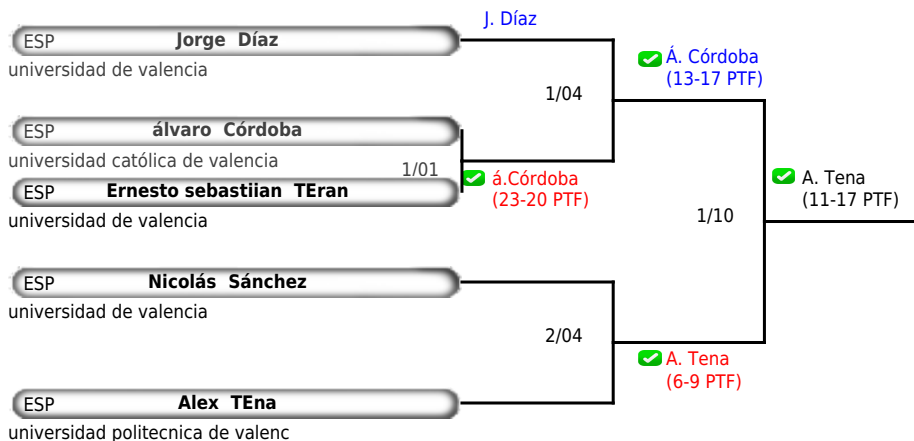 J. Díaz
ESP Jorge Díaz
universidad de valencia
Á. Córdoba
(13-17 PTF)
1/04
ESP álvaro Córdoba
universidad católica de valencia
1/01
á.Córdoba
(23-20 PTF)
ESP Ernesto sebastiian TEran
universidad de valencia
A. Tena
(11-17 PTF)
1/10
ESP Nicolás Sánchez
universidad de valencia
2/04
A. Tena
(6-9 PTF)
ESP Alex TEna
universidad politecnica de valenc